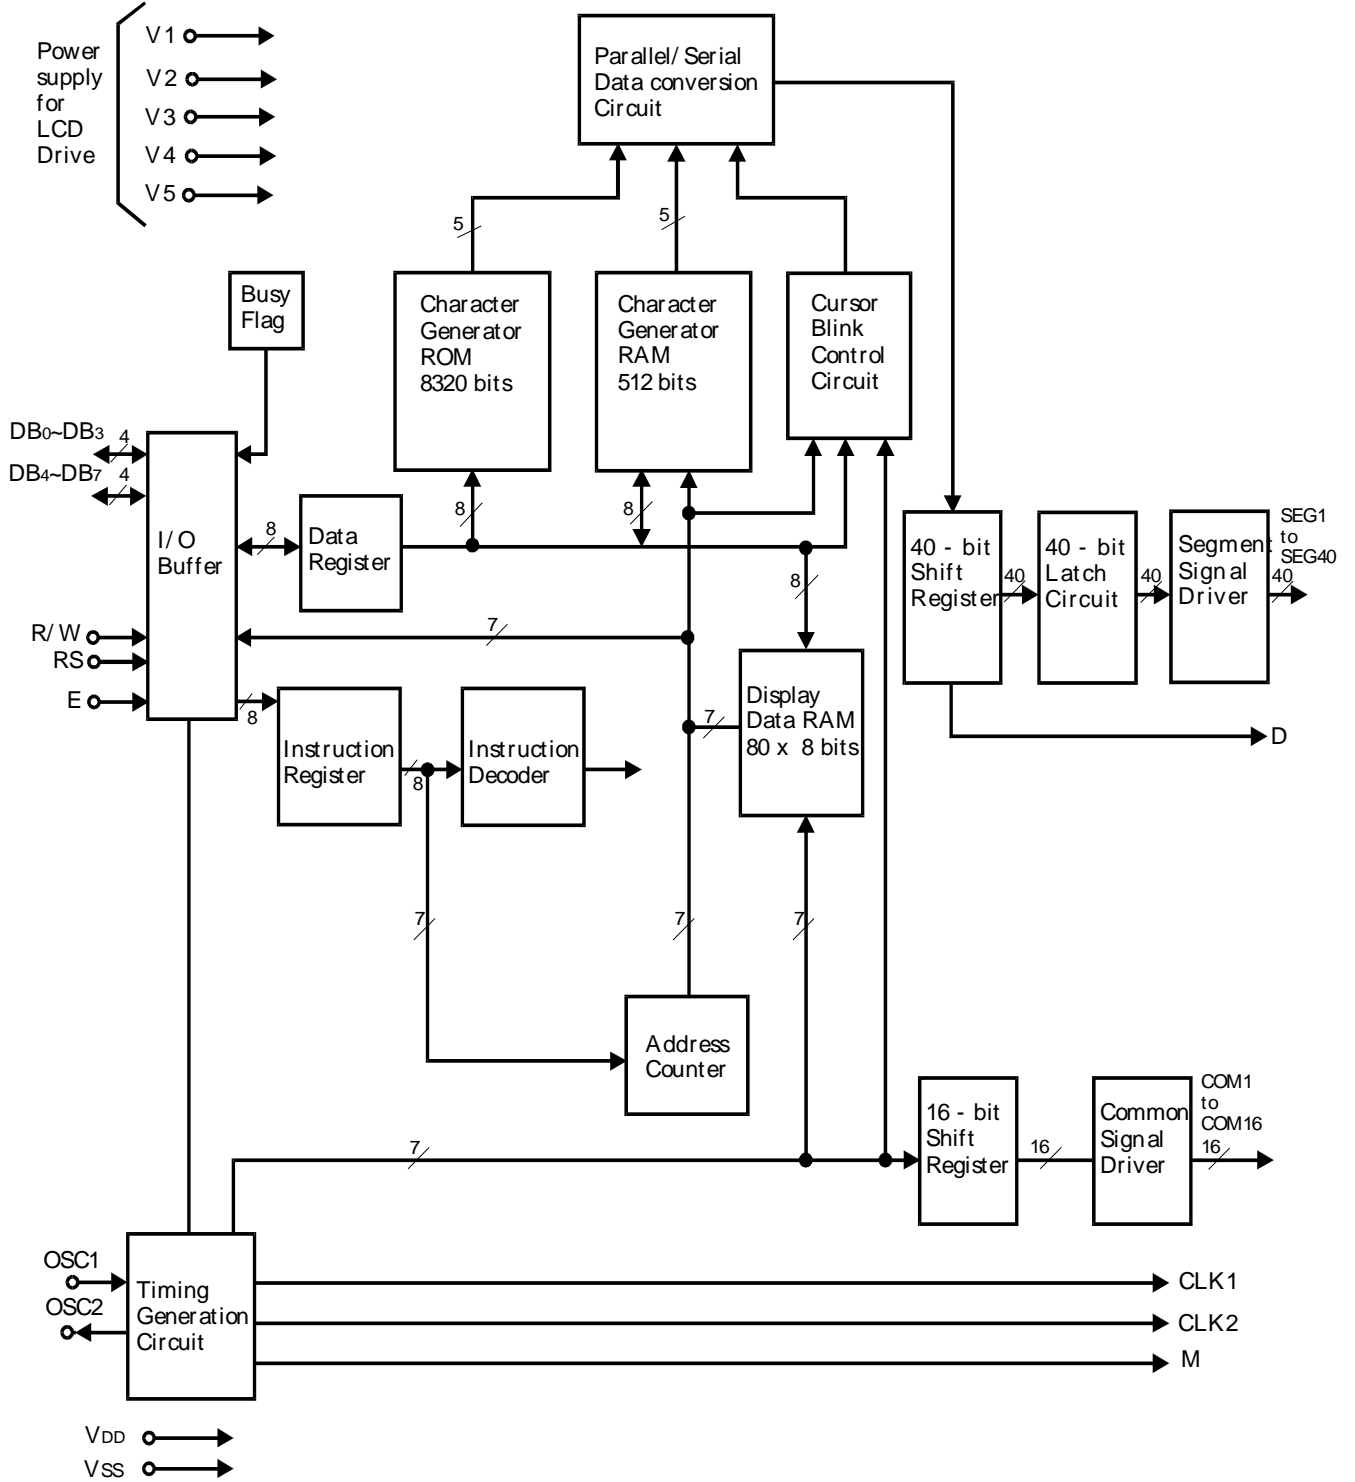 Power
supply
for
LCD
Drive
V1
V2
V3
V4
V5
Parallel/ Serial
Data conversion
Circuit
5
5
Busy
Flag
Character
Generator
ROM
8320 bits
Character
Generator
RAM
512 bits
Cursor
Blink
Control
Circuit
DB0~DB3
4
DB4~DB7
4
I/O
Buffer
8
Data
Register
8
8
8
40 - bit
Shift
Register
40
40 - bit
Latch
Circuit
40
Segment
Signal
Driver
SEG1
to
SEG40
40
R/W
RS
E
7
8
Instruction
Register
8
Instruction
Decoder
7
Display
Data RAM
80 x 8 bits
D
7
7
7
Address
Counter
7
16 - bit
Shift
Register
16
Common
Signal
Driver
COM1
to
COM16
16
OSC1
OSC2
Timing
Generation
Circuit
CLK1
CLK2
M
VDD
VSS